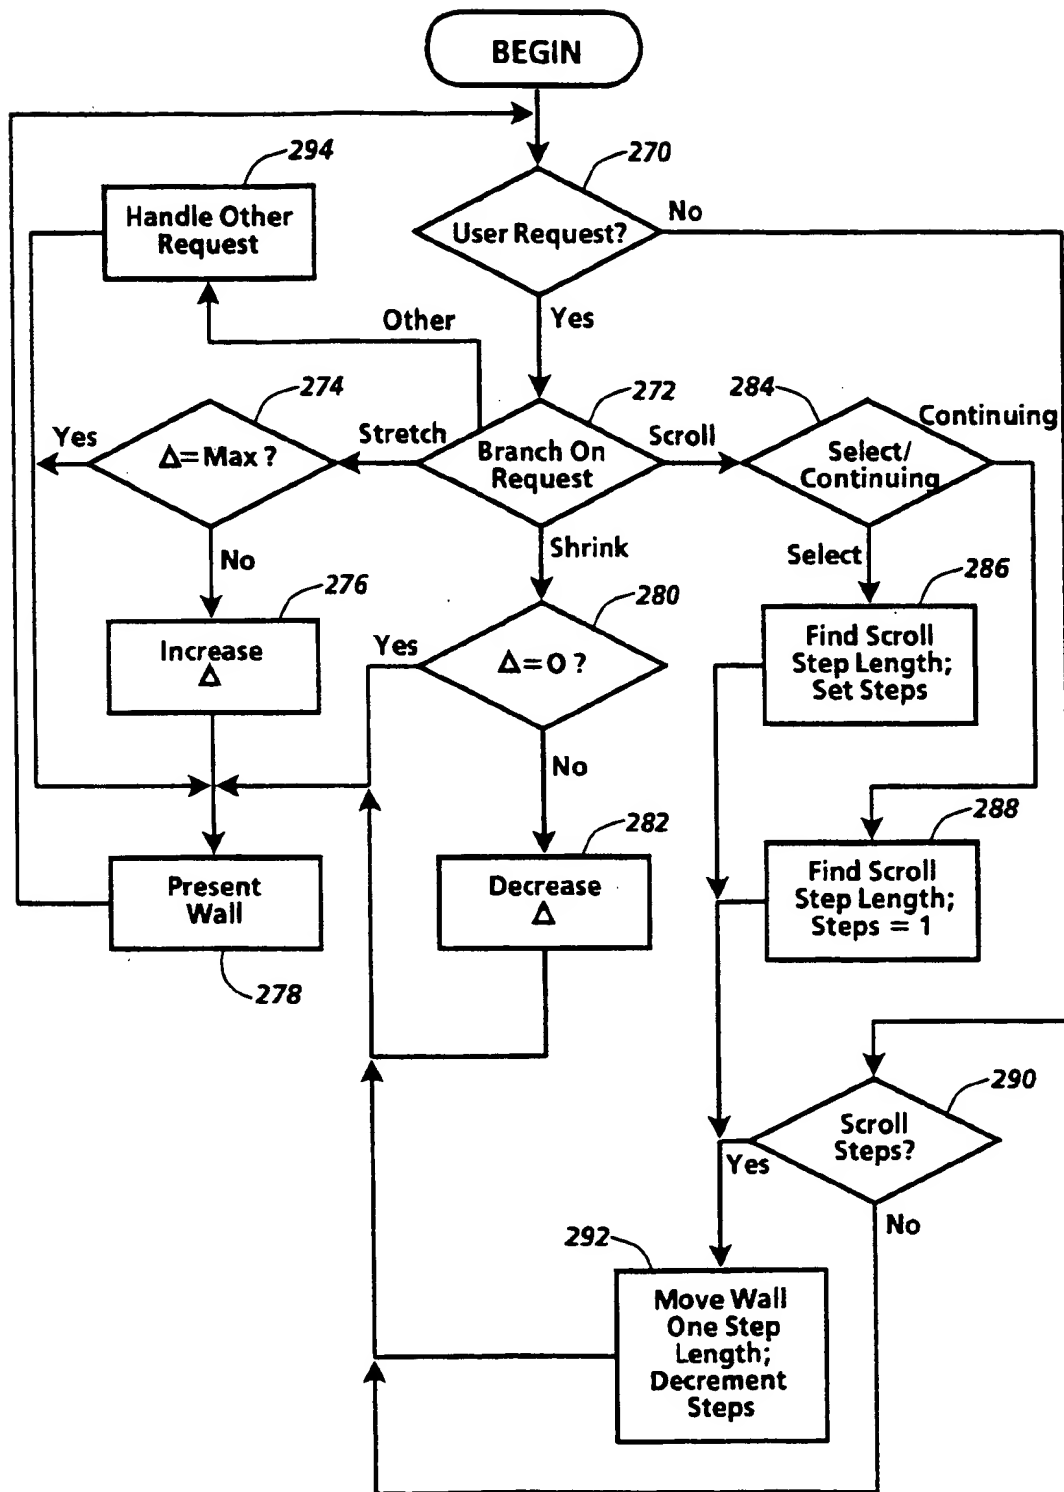 BEGIN
294
270
Handle Other
Request
User Request?
No
Other
Yes
274
272
284
Continuing
Yes
Δ=Max ?
Stretch
Branch On
Request
Scroll
Select/
Continuing
No
Shrink
Select
276
280
286
Increase
Δ
Yes
Δ=O ?
Find Scroll
Step Length;
Set Steps
No
282
288
Present
Wall
Decrease
Δ
Find Scroll
Step Length;
Steps = 1
278
290
Scroll
Steps?
Yes
No
292
Move Wall
One Step
Length;
Decrement
Steps